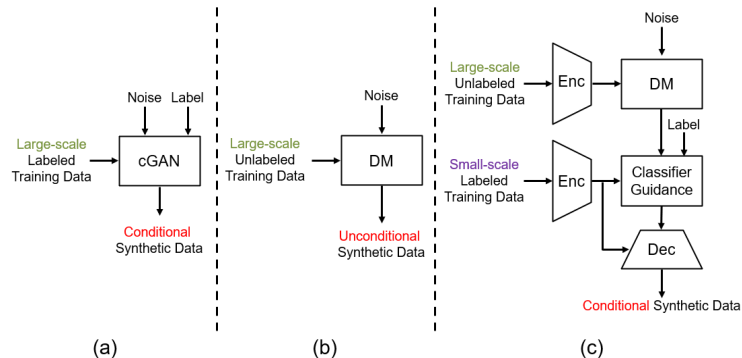 Noise
Label
Large-scale
Labeled
Training Data
cGAN
Conditional
Synthetic Data
(a)
Noise
Large-scale
Unlabeled
Training Data
DM
Unconditional
Synthetic Data
(b)
Noise
Large-scale
Unlabeled
Training Data
Enc
DM
Label
Small-scale
Labeled
Training Data
Enc
Classifier
Guidance
Dec
Conditional Synthetic Data
(c)